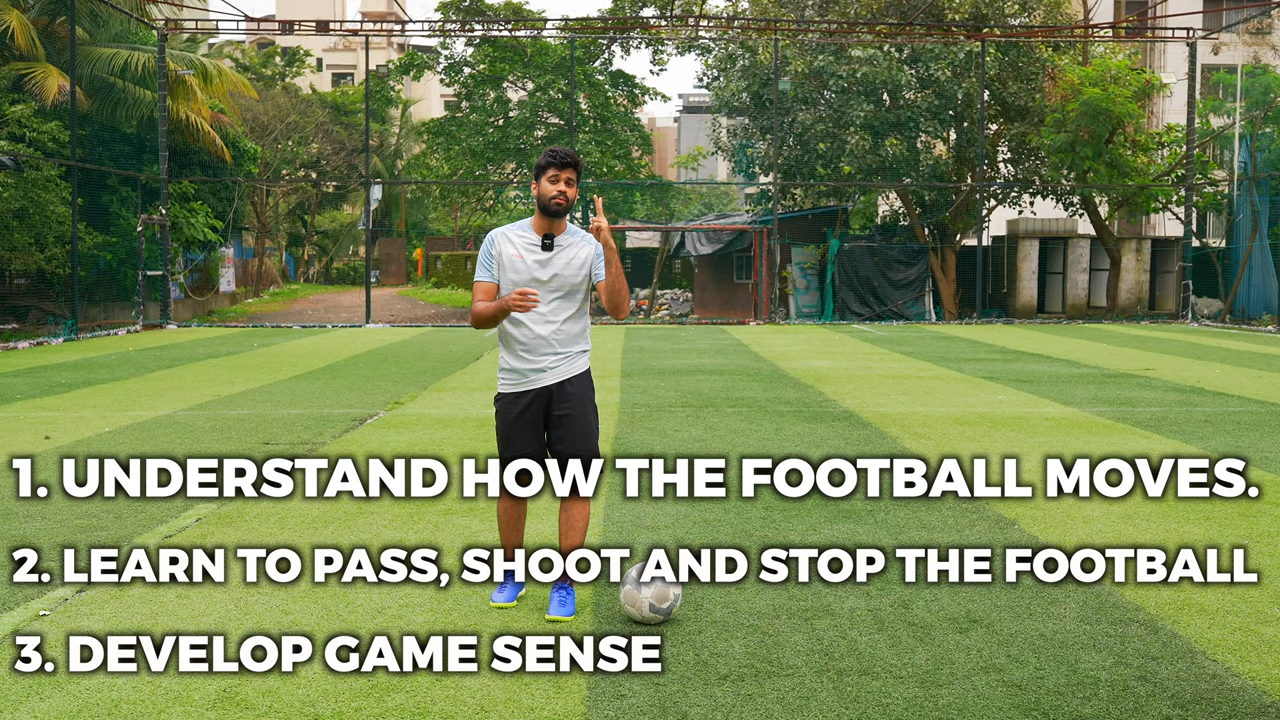 1. UNDERSTAND HOW THE FOOTBALL MOVES.
2. LEARN TO PASS, SHOOT AND STOP THE FOOTBALL
3. DEVELOP GAME SENSE